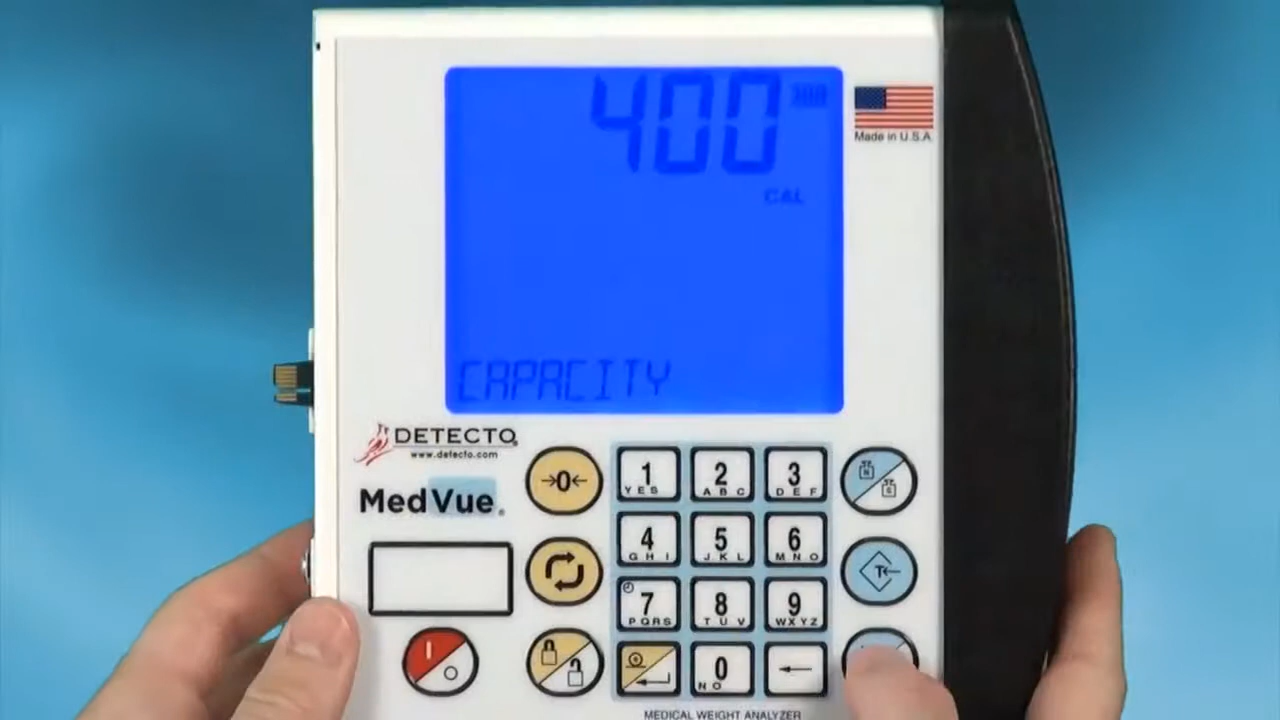 400
CAL
CAPACITY
Made in U.S.A.
DETECTO®
www.detecto.com
MedVue®
→0←
1
YES
2
ABC
3
DEF
4
GHI
5
JKL
6
MNO
7
PQRS
8
TUV
9
WXYZ
0
NO
N
G
T
MEDICAL WEIGHT ANALYZER